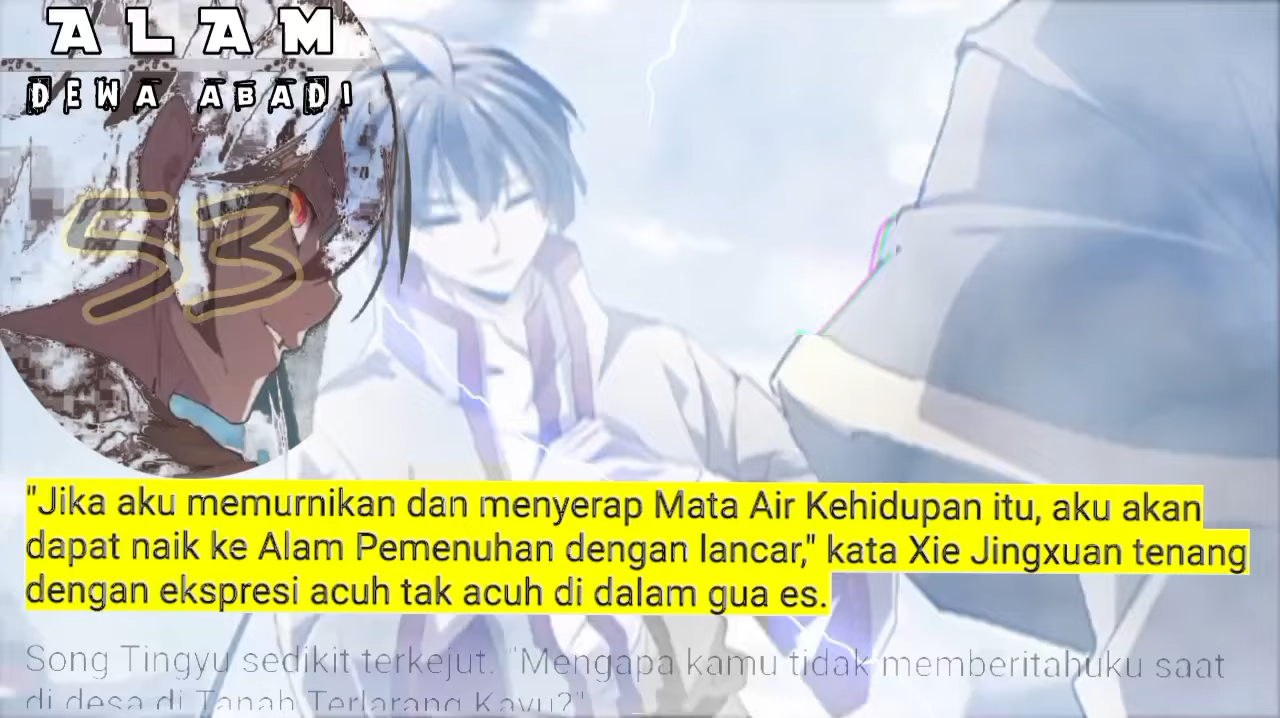 ALAM
DEWA ABADI
53
"Jika aku memurnikan dan menyerap Mata Air Kehidupan itu, aku akan
dapat naik ke Alam Pemenuhan dengan lancar," kata Xie Jingxuan tenang
dengan ekspresi acuh tak acuh di dalam gua es.
Song Tingyu sedikit terkejut. "Mengapa kamu tidak memberitahuku saat
di desa di Tanah Terlarang Kayu?"